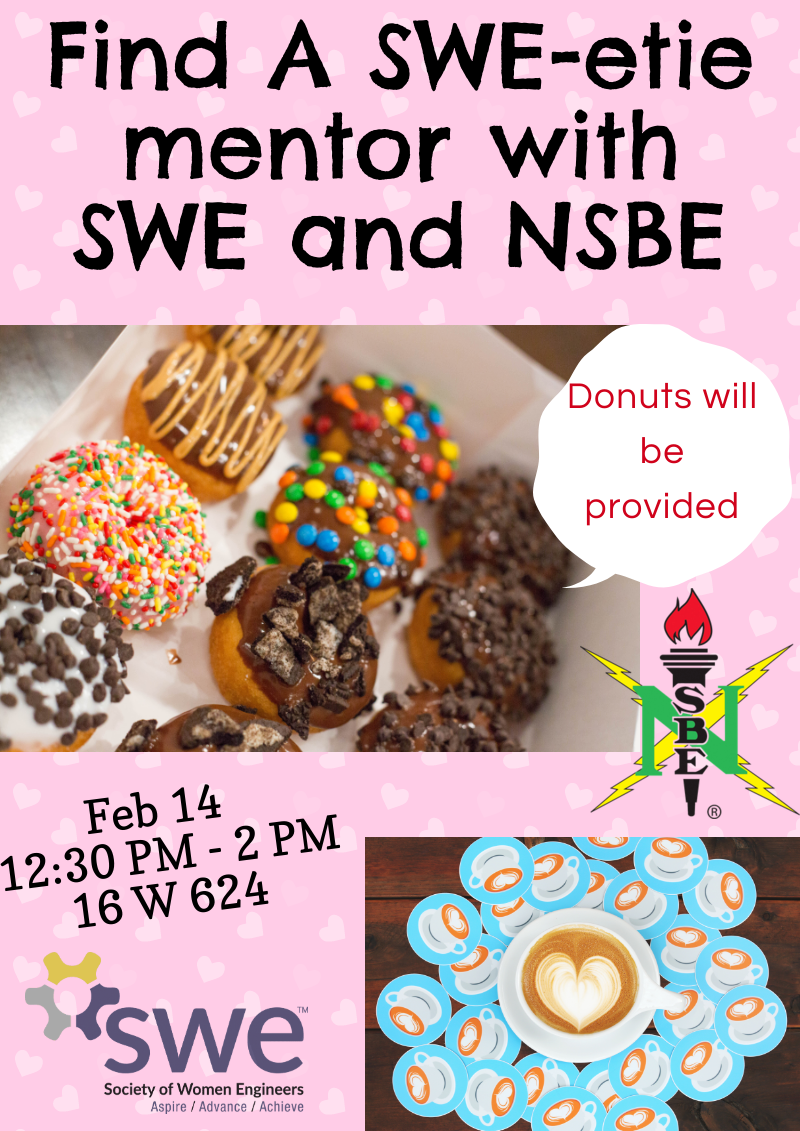 Find A SWE-etie
mentor with
SWE and NSBE
Donuts will
be
provided
NSBE
®
Feb 14
12:30 PM - 2 PM
16 W 624
swe™
Society of Women Engineers
Aspire / Advance / Achieve